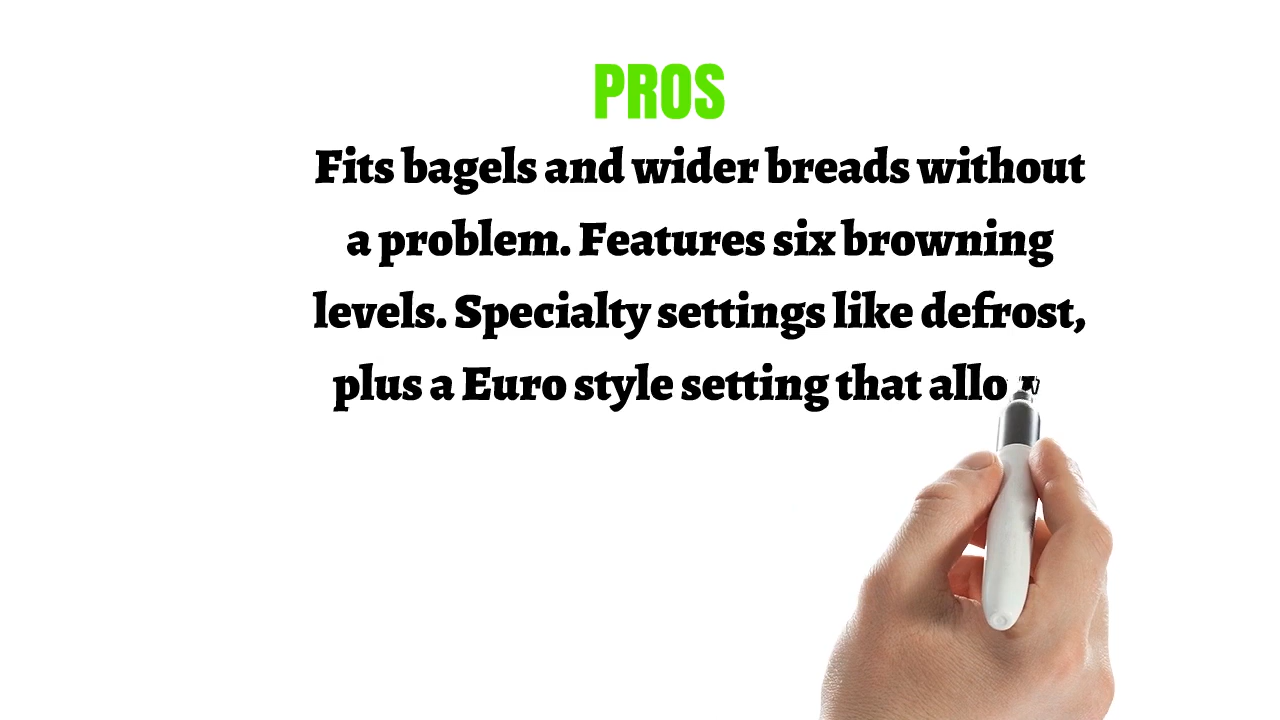 PROS
Fits bagels and wider breads without
a problem. Features six browning
levels. Specialty settings like defrost,
plus a Euro style setting that allo